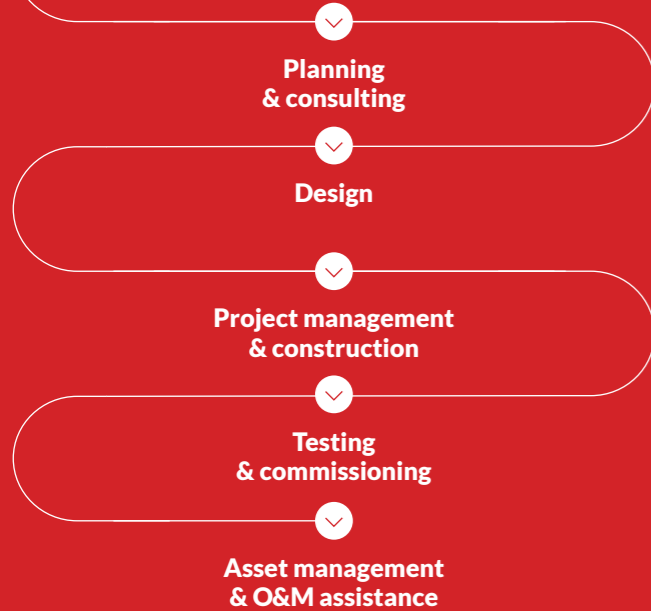 Planning
& consulting
Design
Project management
& construction
Testing
& commissioning
Asset management
& O&M assistance